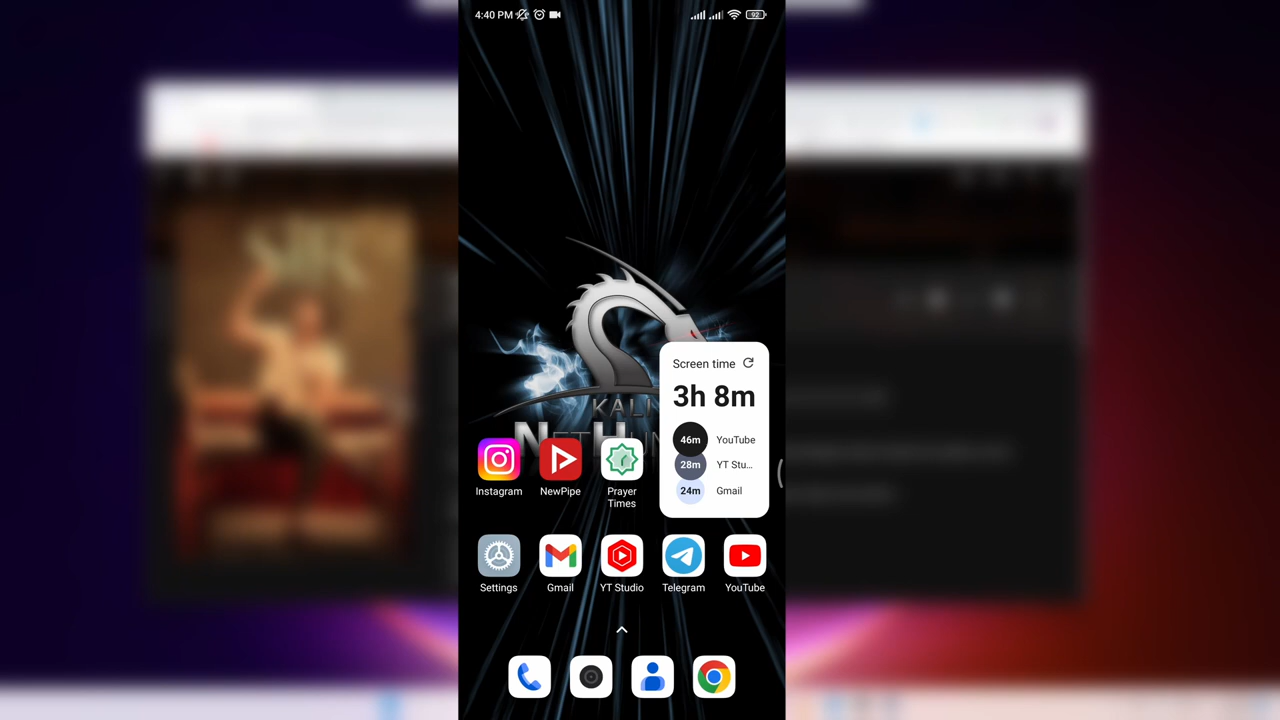 4:40 PM
92
Screen time
3h 8m
46m YouTube
28m YT Stu...
24m Gmail
KALI
Instagram
NewPipe
Prayer
Times
Settings
Gmail
YT Studio
Telegram
YouTube